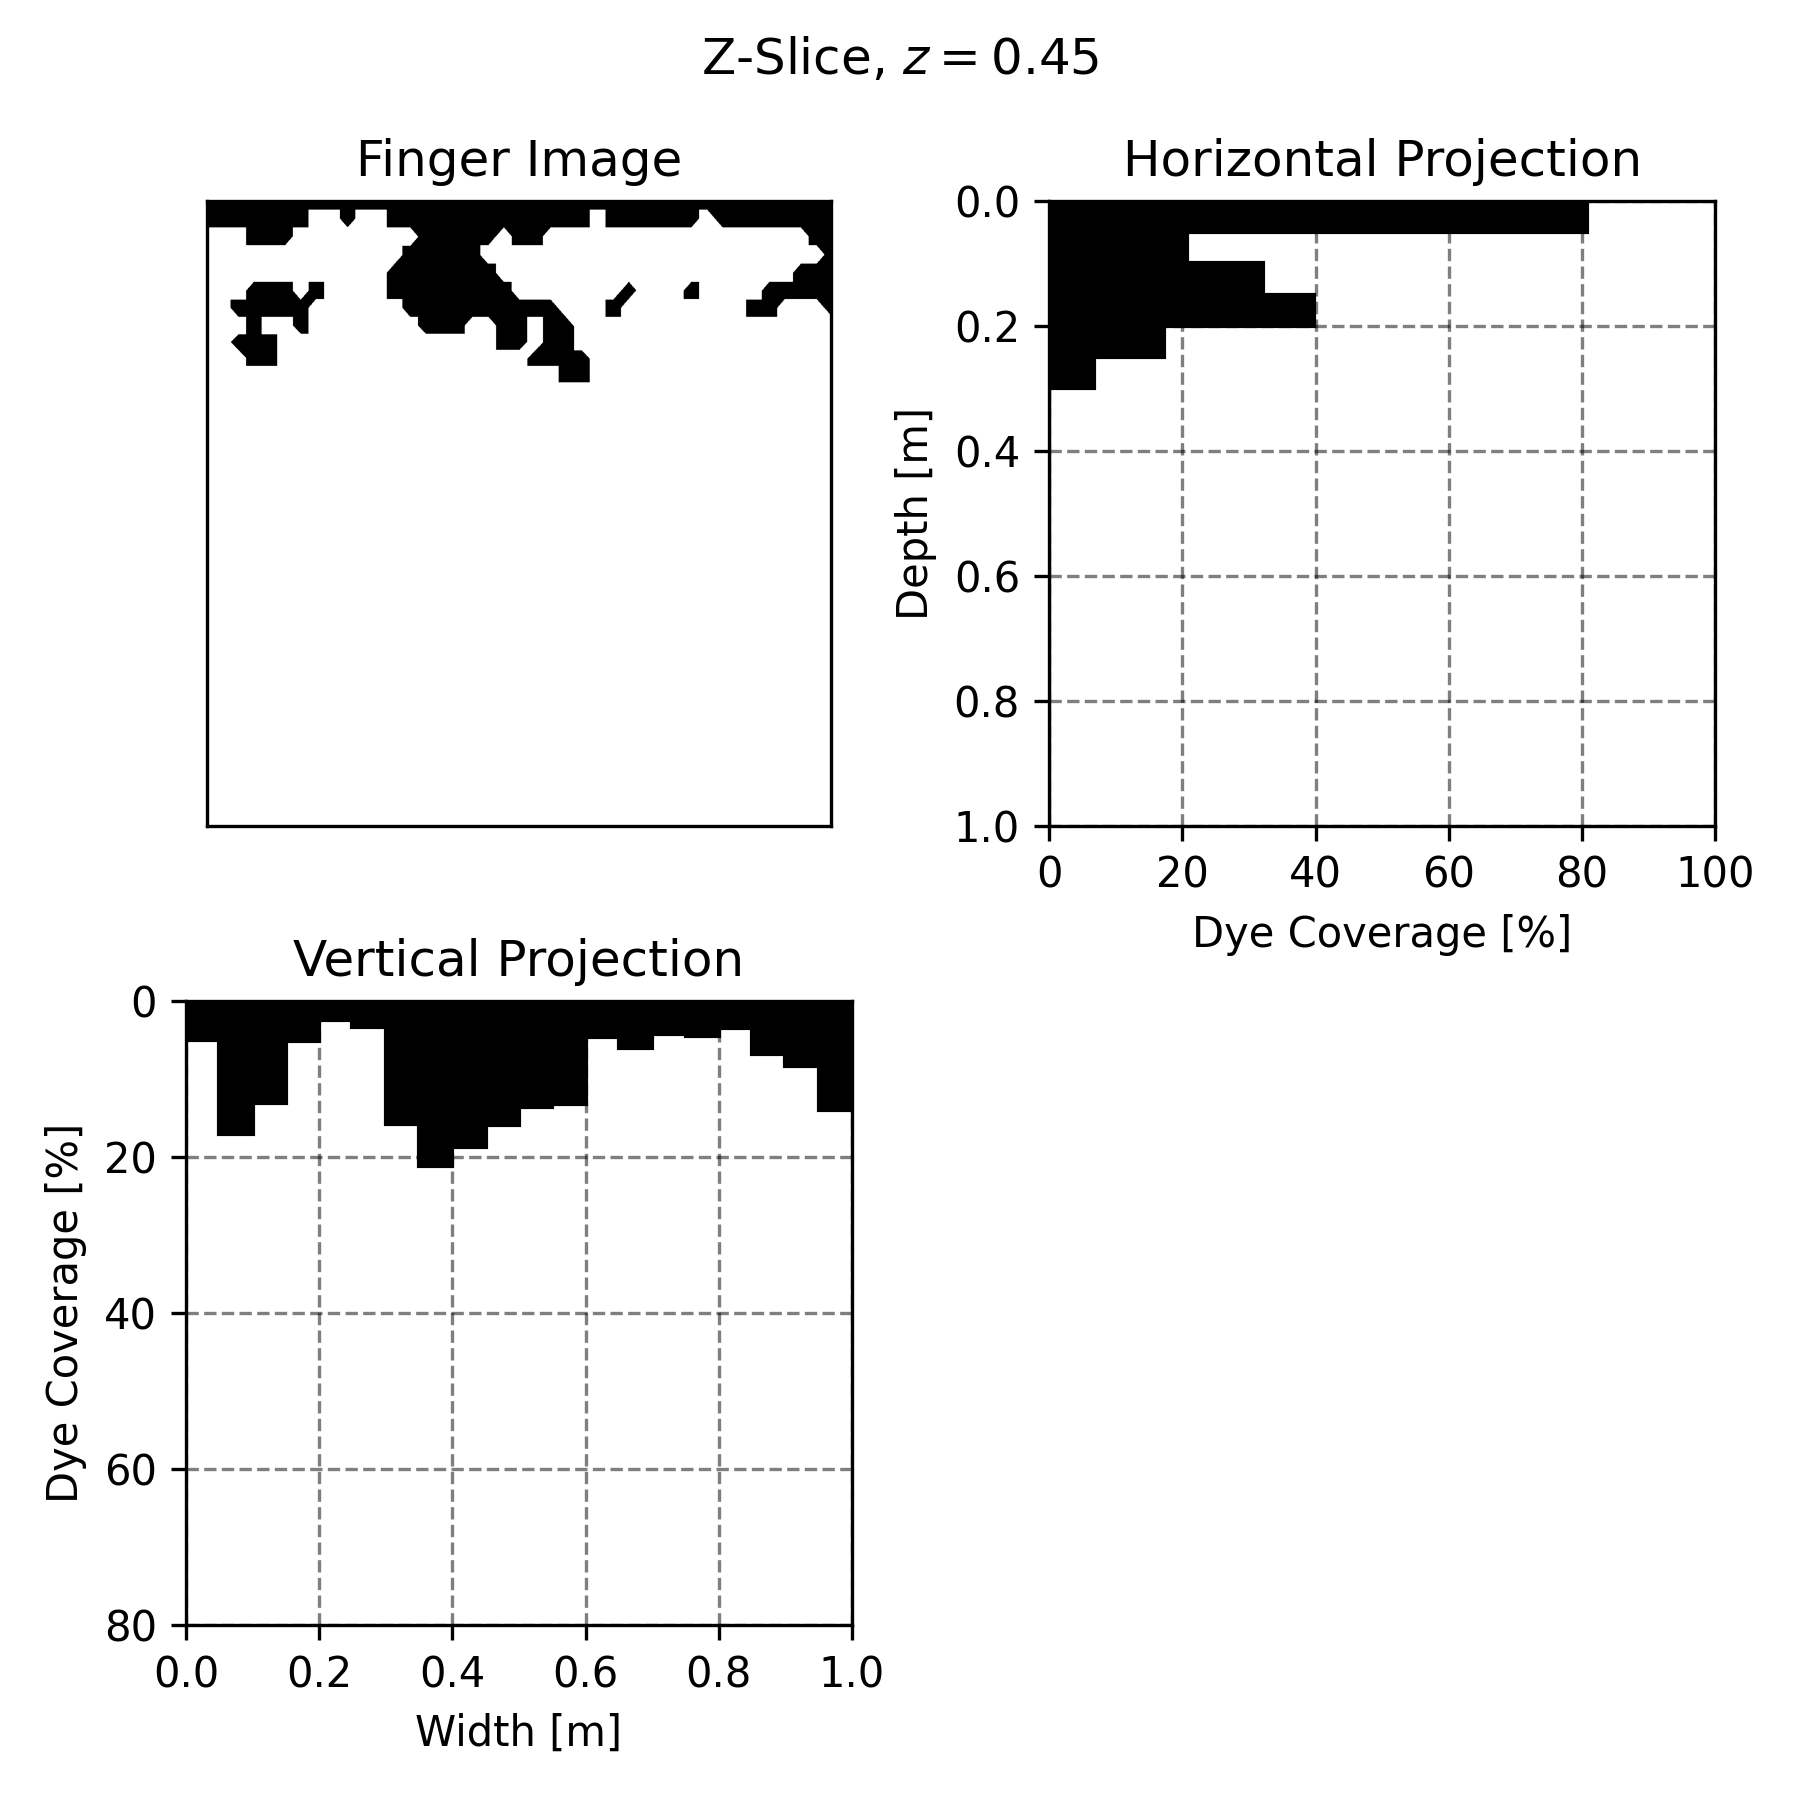 Z-Slice, z = 0.45
Finger Image
Horizontal Projection
0.0
0.2
0.4
0.6
0.8
1.0
Depth [m]
0 20 40 60 80 100
Dye Coverage [%]
Vertical Projection
0
20
40
60
80
Dye Coverage [%]
0.0 0.2 0.4 0.6 0.8 1.0
Width [m]